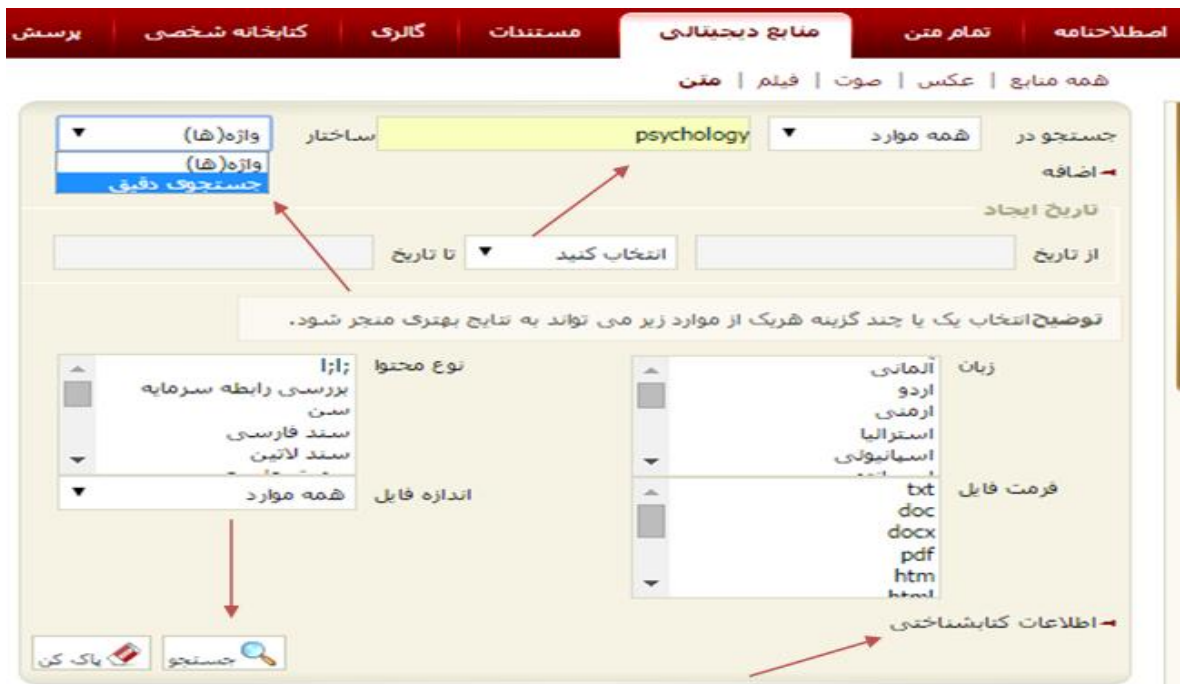 اصطلاحنامه تمام متن منابع دیجیتالی مستندات گالری کتابخانه شخصی پرسش
همه منابع | عکس | صوت | فیلم | متن
جستجو در همه موارد psychology ساختار واژه(ها)
واژه(ها)
اضافه جستجوی دقیق
تاریخ ایجاد
از تاریخ انتخاب کنید تا تاریخ
توضیح انتخاب یک یا چند گزینه هریک از موارد زیر می تواند به نتایج بهتری منجر شود.
زبان آلمانی نوع محتوا ;ا;ا
اردو بررسی رابطه سرمایه
ارمنی سن
استرالیا سند فارسی
اسپانیولی سند لاتین
فرمت فایل txt اندازه فایل همه موارد
doc
docx
pdf
htm
html
اطلاعات کتابشناختی
جستجو پاک کن